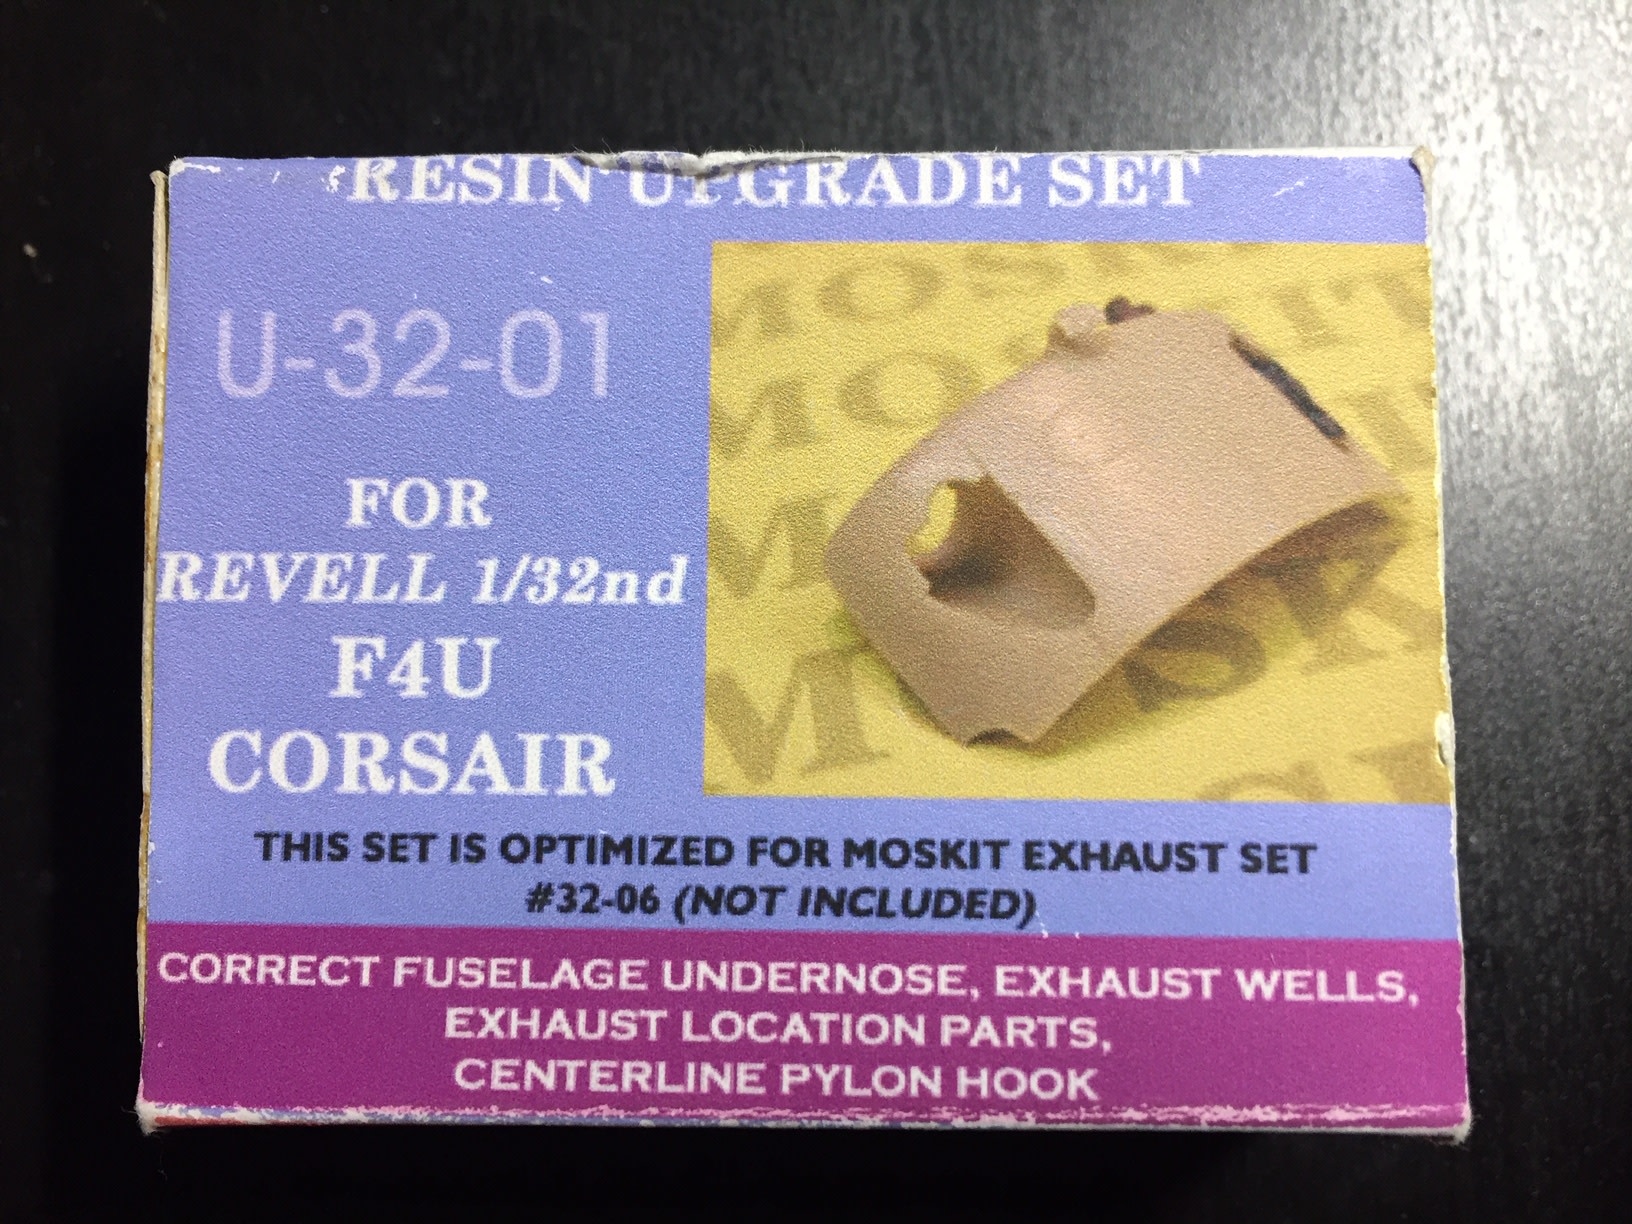 RESIN UPGRADE SET
U-32-01
FOR
REVELL 1/32nd
F4U
CORSAIR
THIS SET IS OPTIMIZED FOR MOSKIT EXHAUST SET
#32-06 (NOT INCLUDED)
CORRECT FUSELAGE UNDERNOSE, EXHAUST WELLS,
EXHAUST LOCATION PARTS,
CENTERLINE PYLON HOOK